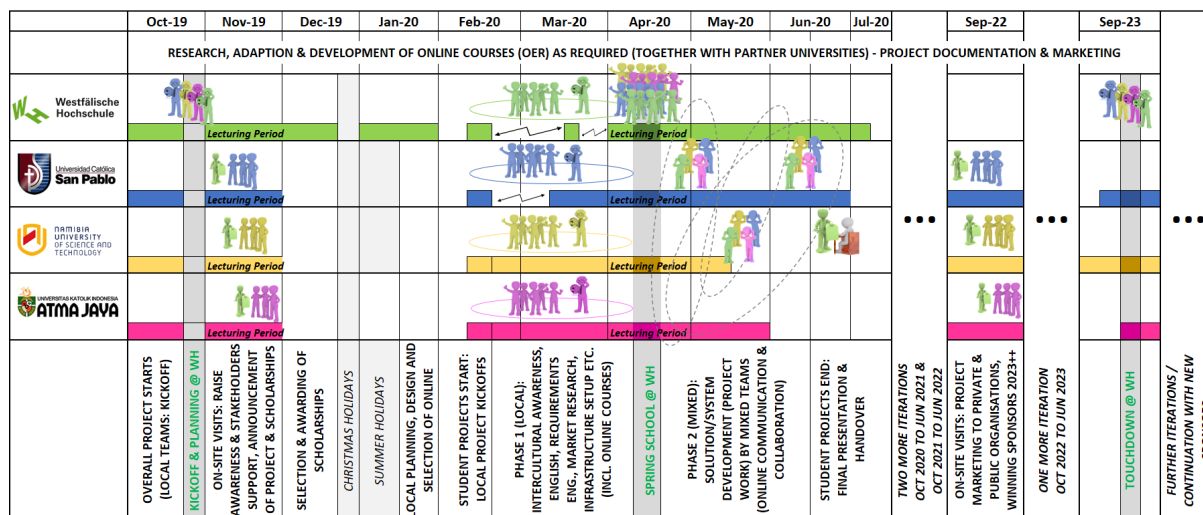 Oct-19 Nov-19 Dec-19 Jan-20 Feb-20 Mar-20 Apr-20 May-20 Jun-20 Jul-20 Sep-22 Sep-23
RESEARCH, ADAPTION & DEVELOPMENT OF ONLINE COURSES (OER) AS REQUIRED (TOGETHER WITH PARTNER UNIVERSITIES) - PROJECT DOCUMENTATION & MARKETING
WH
Westfälische
Hochschule
Lecturing Period Lecturing Period
Universidad Católica
San Pablo
Lecturing Period Lecturing Period
NAMIBIA
UNIVERSITY
OF SCIENCE AND
TECHNOLOGY
Lecturing Period Lecturing Period
••• ••• •••
UNIVERSITAS KATOLIK INDONESIA
ATMA JAYA
Lecturing Period Lecturing Period
OVERALL PROJECT STARTS
(LOCAL TEAMS: KICKOFF)
KICKOFF & PLANNING @ WH
ON-SITE VISITS: RAISE
AWARENESS & STAKEHOLDERS
SUPPORT, ANNOUNCEMENT
OF PROJECT & SCHOLARSHIPS
SELECTION & AWARDING OF
SCHOLARSHIPS
CHRISTMAS HOLIDAYS
SUMMER HOLIDAYS
LOCAL PLANNING, DESIGN AND
SELECTION OF ONLINE
STUDENT PROJECTS START:
LOCAL PROJECT KICKOFFS
PHASE 1 (LOCAL):
INTERCULTURAL AWARENESS,
ENGLISH, REQUIREMENTS
ENG., MARKET RESEARCH,
INFRASTRUCTURE SETUP ETC.
(INCL. ONLINE COURSES)
SPRING SCHOOL @ WH
PHASE 2 (MIXED):
SOLUTION/SYSTEM
DEVELOPMENT (PROJECT
WORK) BY MIXED TEAMS
(ONLINE COMMUNICATION &
COLLABORATION)
STUDENT PROJECTS END:
FINAL PRESENTATION &
HANDOVER
TWO MORE ITERATIONS
OCT 2020 TO JUN 2021 &
OCT 2021 TO JUN 2022
ON-SITE VISITS: PROJECT
MARKETING TO PRIVATE &
PUBLIC ORGANISATIONS,
WINNING SPONSORS 2023++
ONE MORE ITERATION
OCT 2022 TO JUN 2023
TOUCHDOWN @ WH
FURTHER ITERATIONS /
CONTINUATION WITH NEW